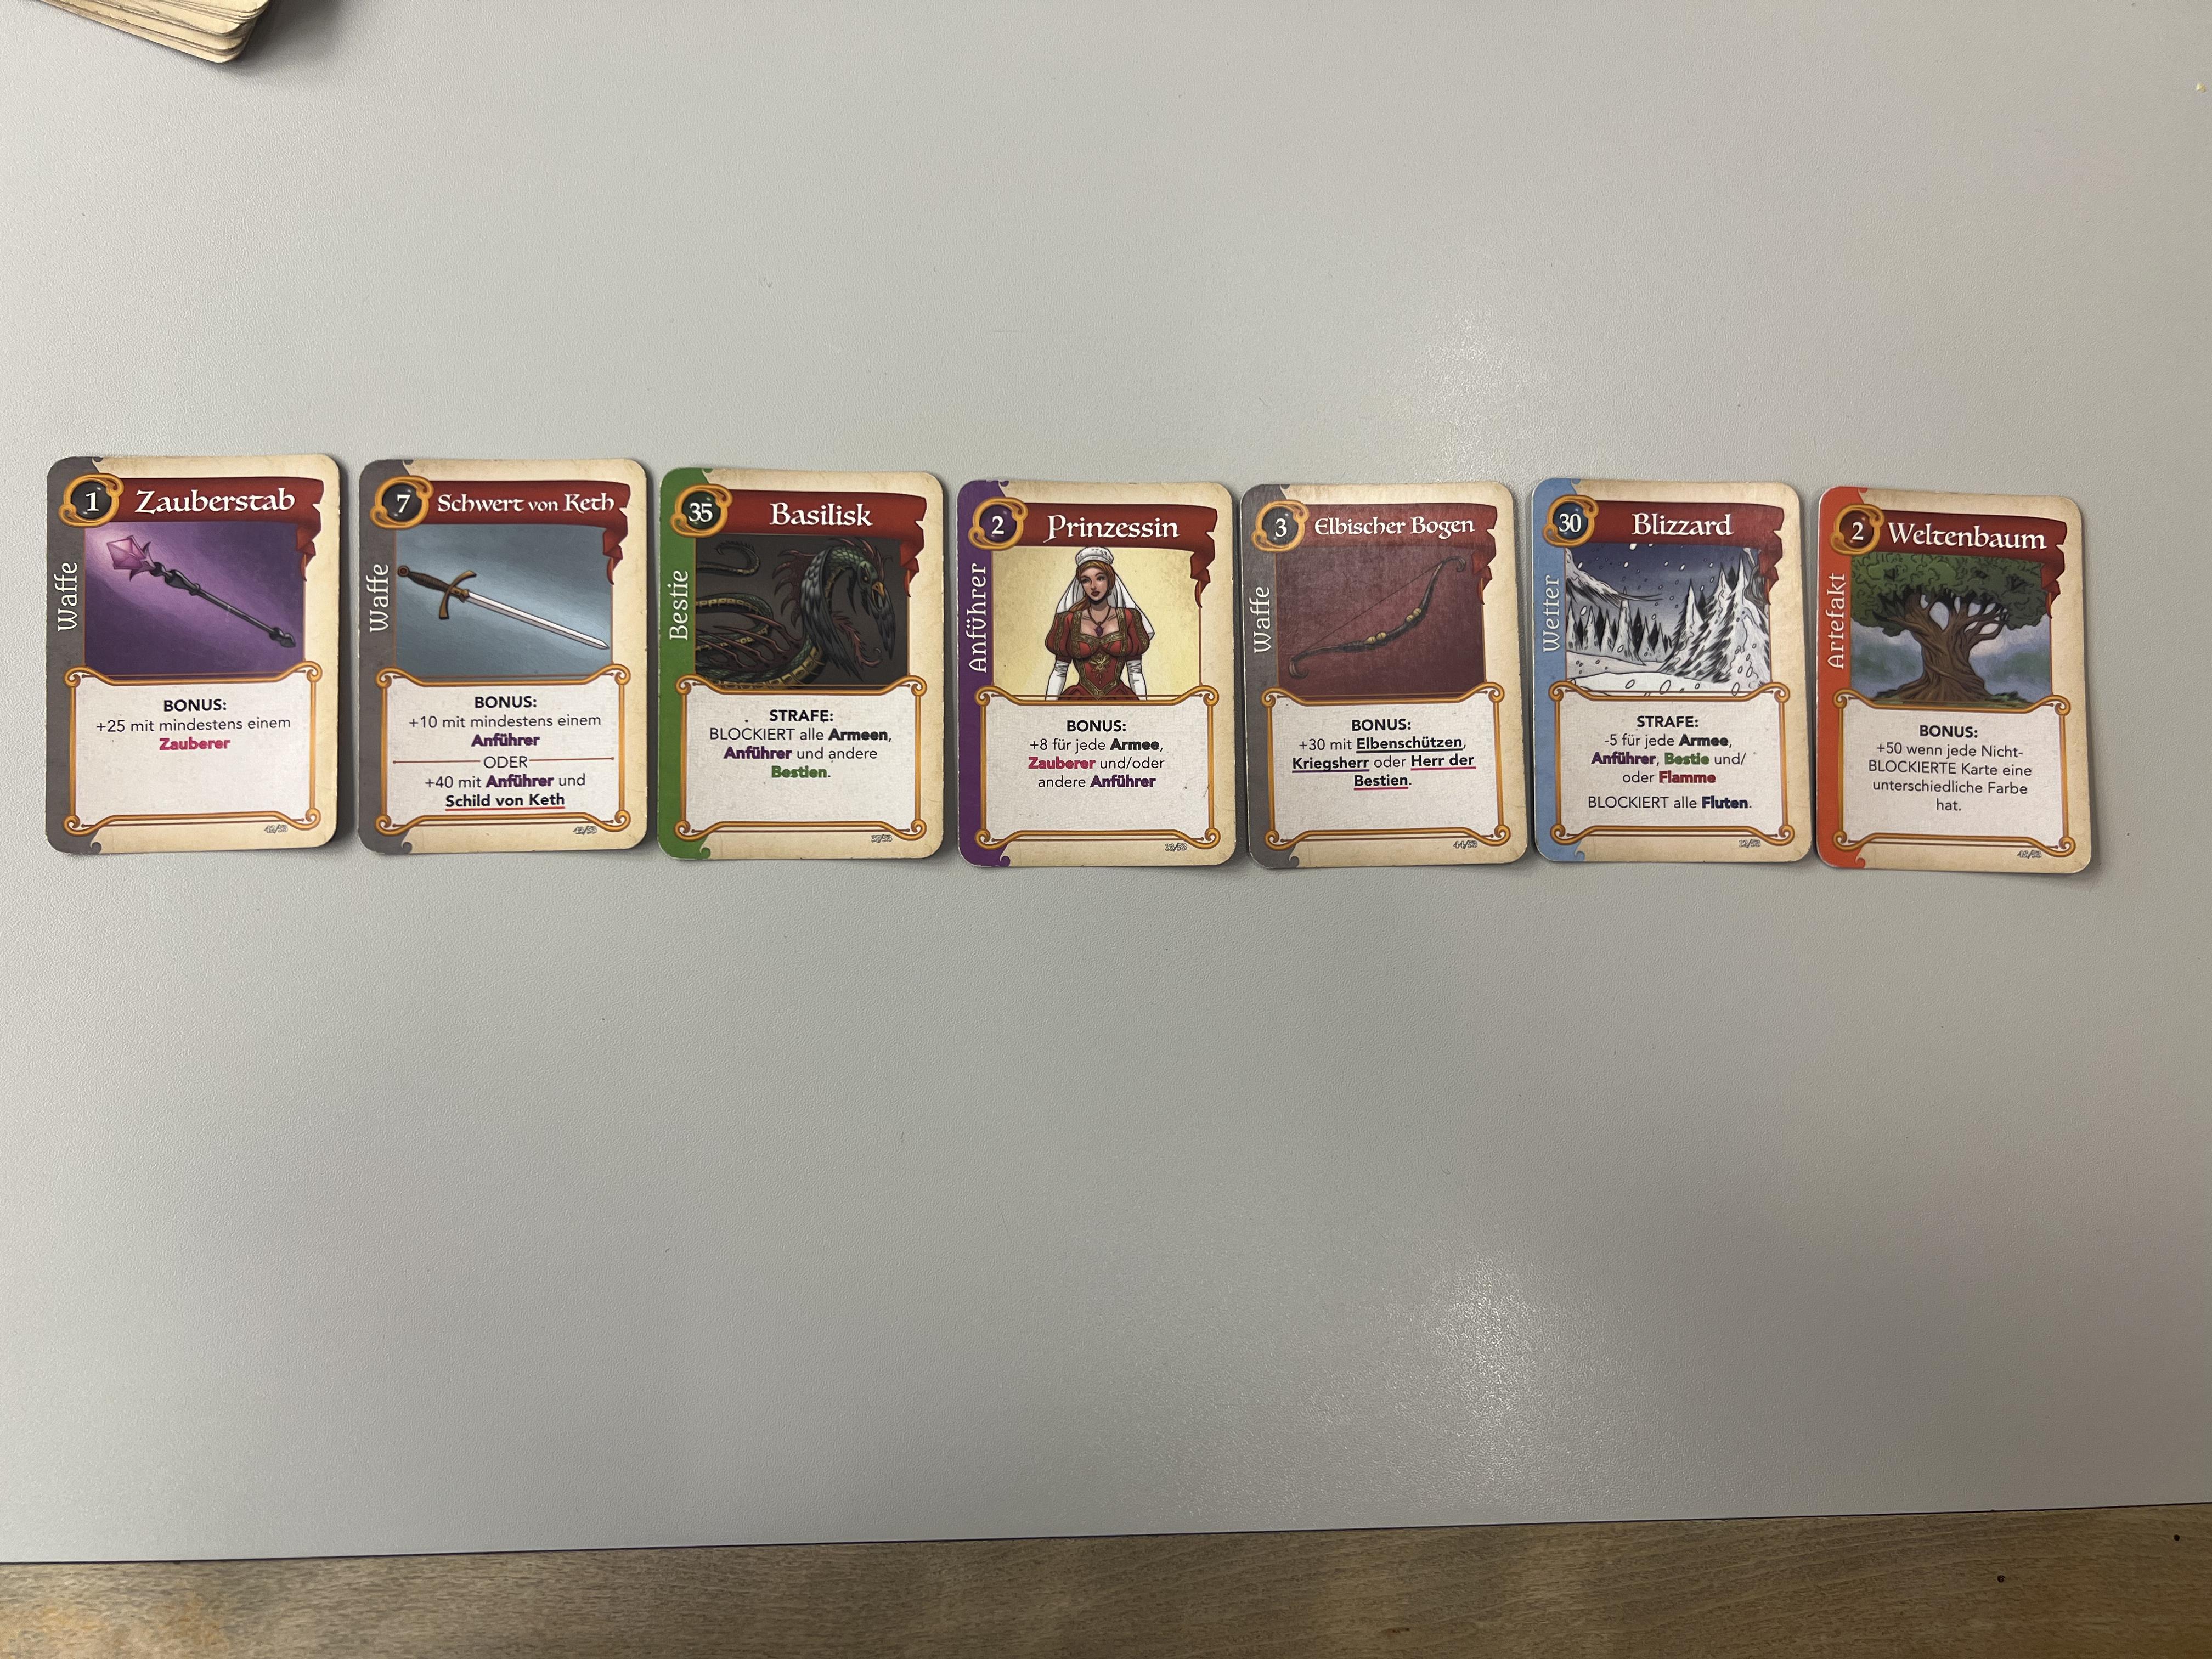 1 Zauberstab
Waffe
BONUS:
+25 mit mindestens einem
Zauberer
7 Schwert von Keth
Waffe
BONUS:
+10 mit mindestens einem
Anführer
ODER
+40 mit Anführer und
Schild von Keth
35 Basilisk
Bestie
STRAFE:
BLOCKIERT alle Armeen,
Anführer und andere
Bestien.
2 Prinzessin
Anführer
BONUS:
+8 für jede Armee,
Zauberer und/oder
andere Anführer
3 Elbischer Bogen
Waffe
BONUS:
+30 mit Elbenschützen,
Kriegsherr oder Herr der
Bestien.
44/53
30 Blizzard
Wetter
STRAFE:
-5 für jede Armee,
Anführer, Bestie und/
oder Flamme
BLOCKIERT alle Fluten.
2 Weltenbaum
Artefakt
BONUS:
+50 wenn jede Nicht-
BLOCKIERTE Karte eine
unterschiedliche Farbe
hat.